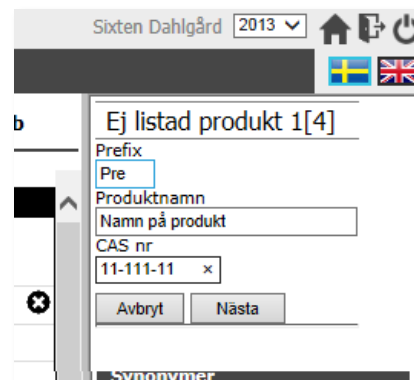 Sixten Dahlgård 2013
b
Ej listad produkt 1[4]
Prefix
Pre
Produktnamn
Namn på produkt
CAS nr
11-111-11 ×
Avbryt Nästa
Synonymer